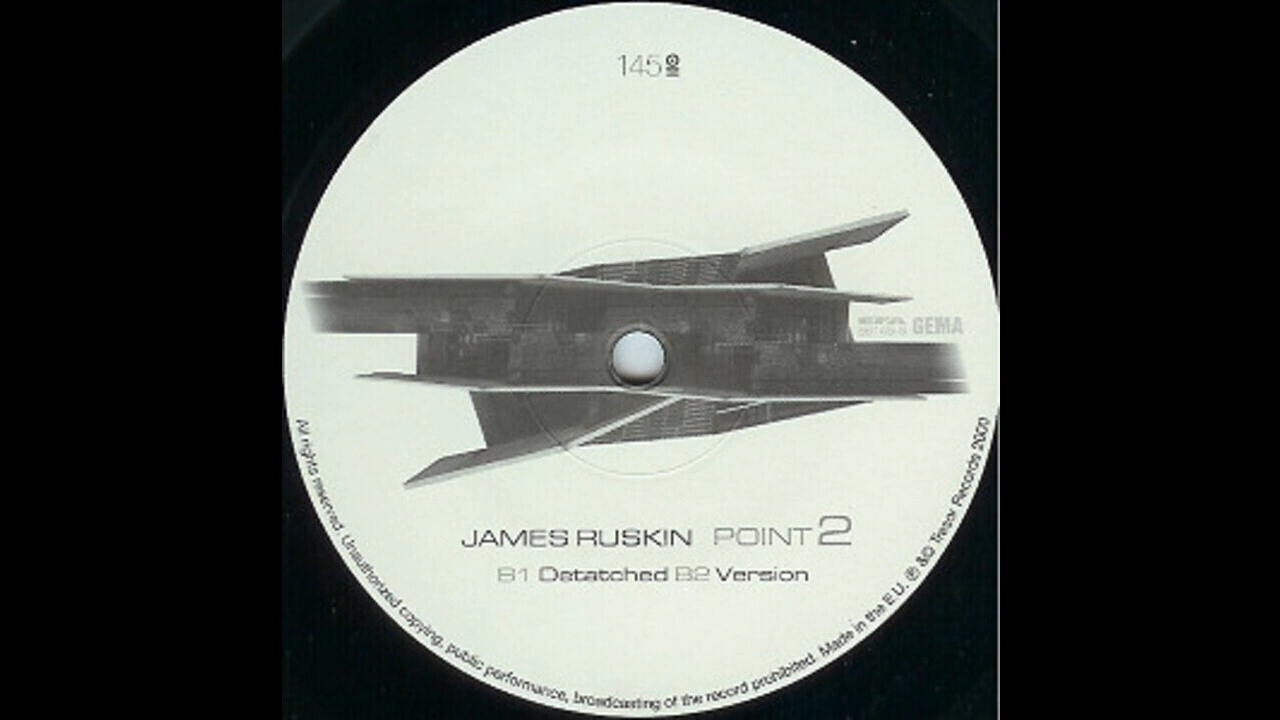 145
GEMA
JAMES RUSKIN POINT 2
B1 Detatched B2 Version
All rights reserved. Unauthorized copying, public performance, broadcasting of the record prohibited. Made in the E.U. ℗ &© Tresor Records 2000